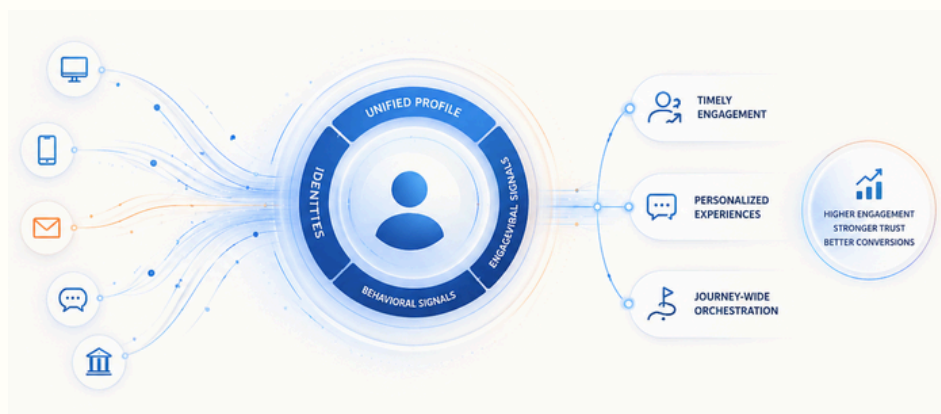 UNIFIED PROFILE
IDENTITIES
ENGAGEVIRAL SIGNALS
BEHAVIORAL SIGNALS
TIMELY
ENGAGEMENT
PERSONALIZED
EXPERIENCES
JOURNEY-WIDE
ORCHESTRATION
HIGHER ENGAGEMENT
STRONGER TRUST
BETTER CONVERSIONS